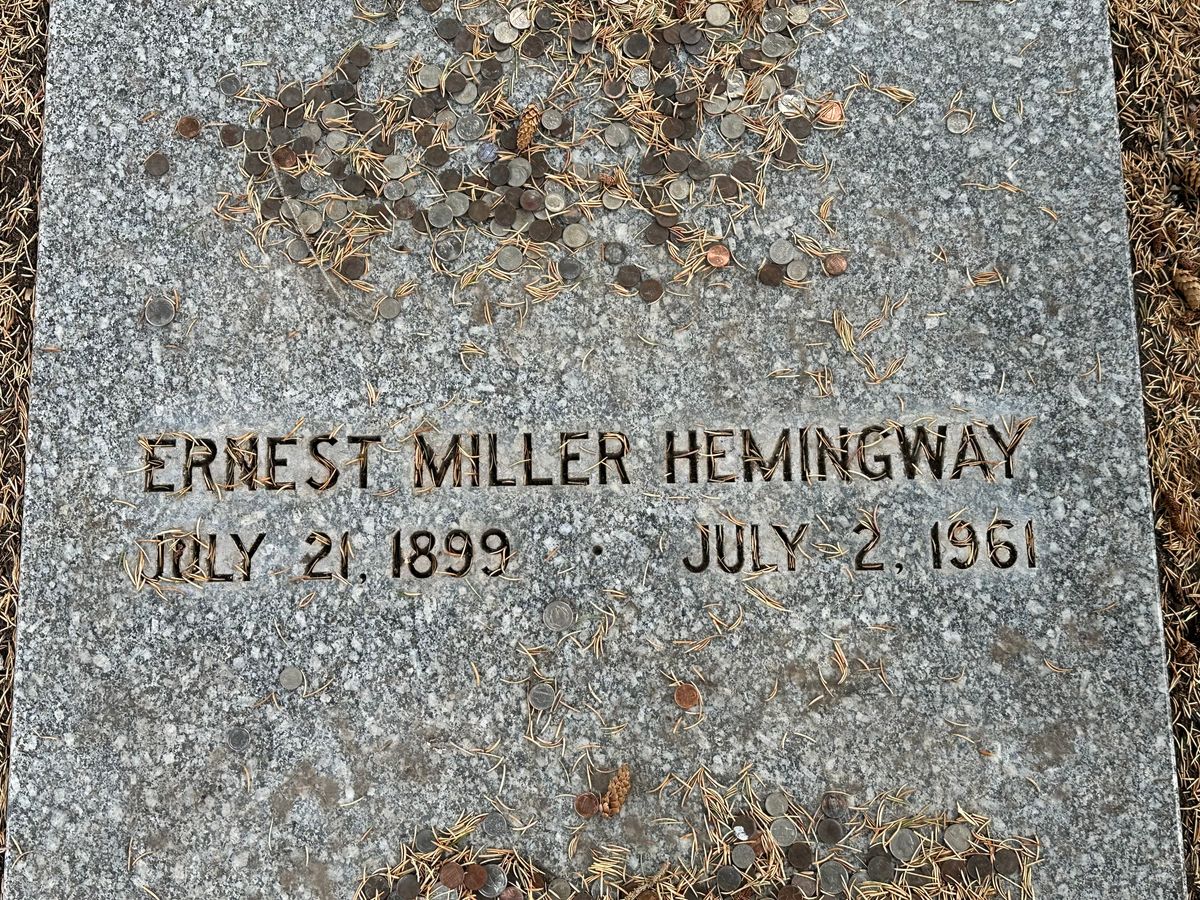 ERNEST MILLER HEMINGWAY
JULY 21, 1899 · JULY 2, 1961